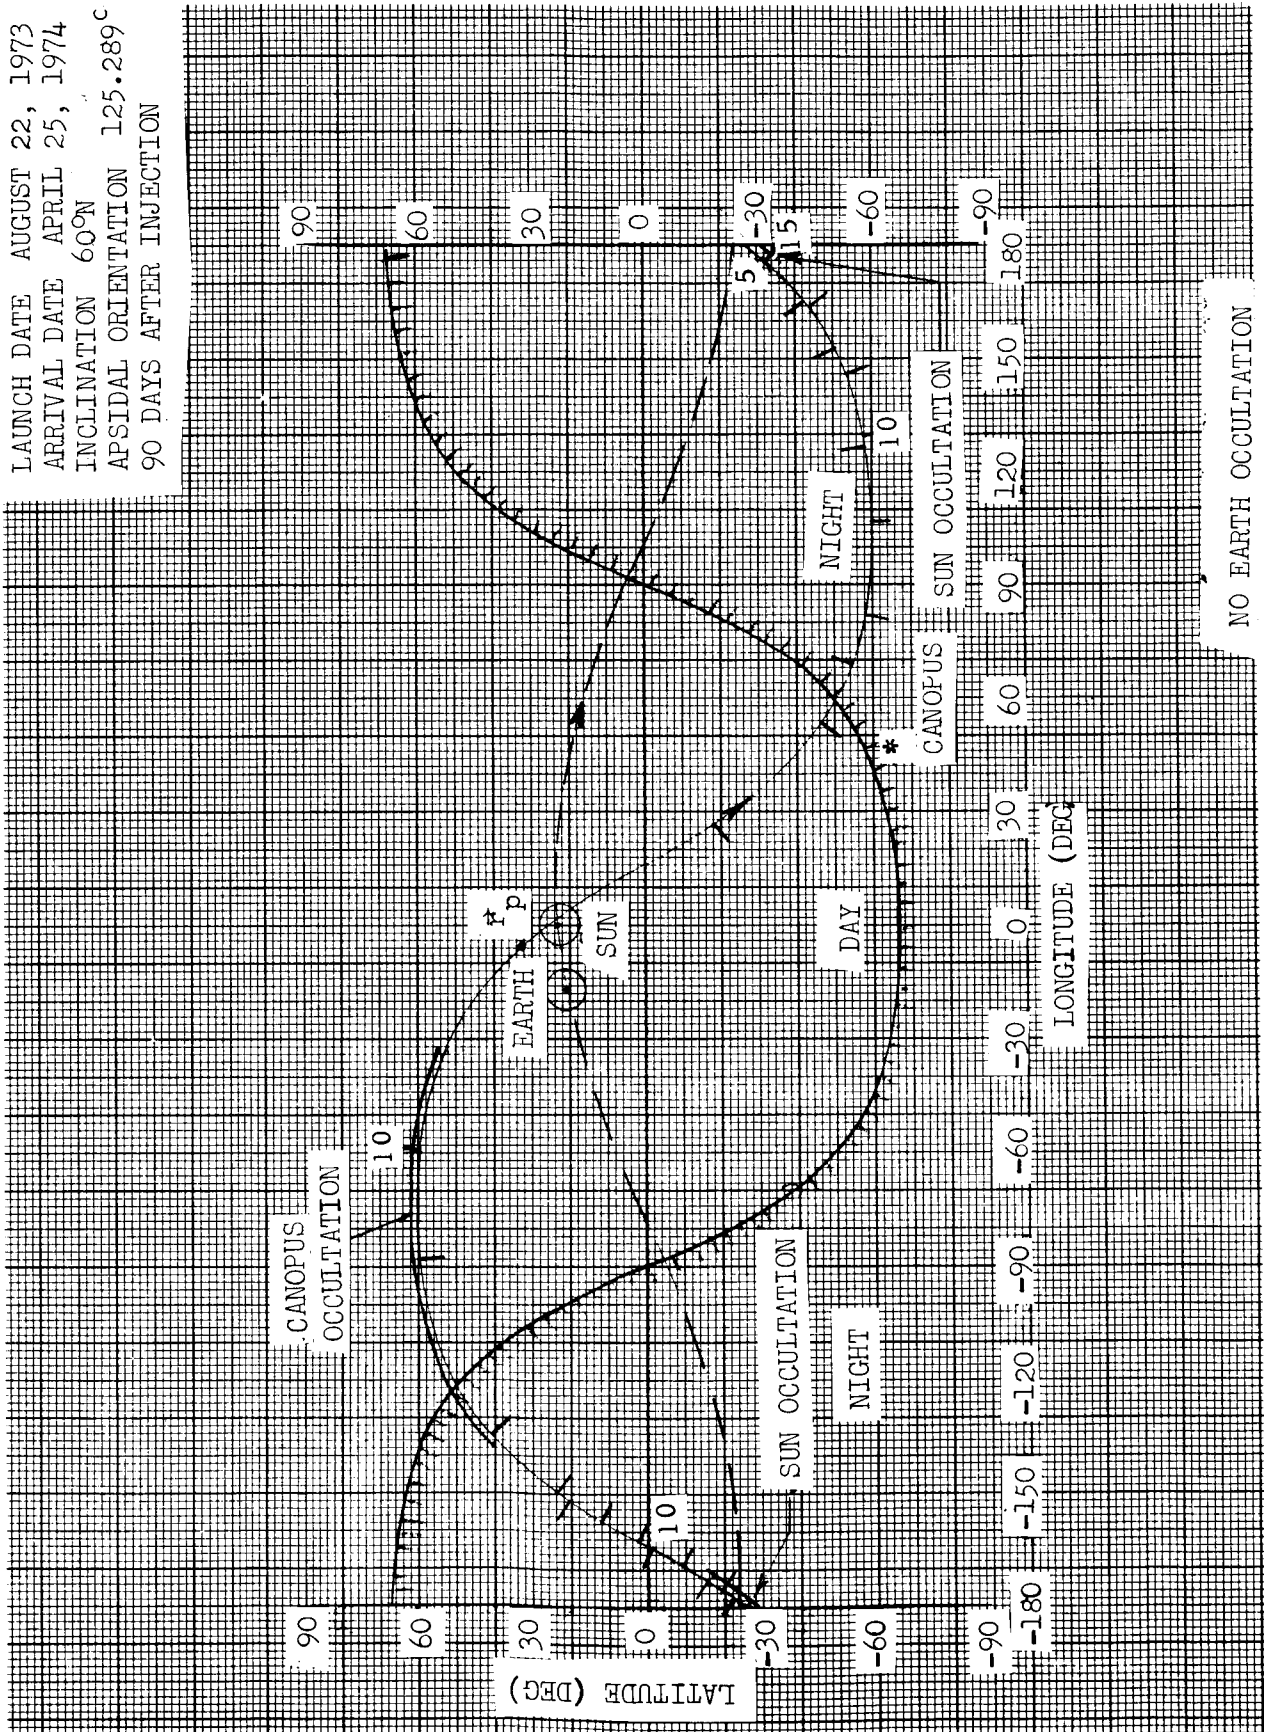 LAUNCH DATE AUGUST 22, 1973
ARRIVAL DATE APRIL 25, 1974
INCLINATION 60°N
APSIDAL ORIENTATION 125.289°
90 DAYS AFTER INJECTION
90
60
30
0
-30
-60
-90
LATITUDE (DEG)
CANOPUS
OCCULTATION
10
10
SUN OCCULTATION
NIGHT
EARTH
r p
SUN
DAY
*
CANOPUS
NIGHT
10
SUN OCCULTATION
5
15
90
60
30
0
-30
-60
-90
-180
-150
-120
-90
-60
-30
0
30
60
90
120
150
180
LONGITUDE (DEG)
NO EARTH OCCULTATION